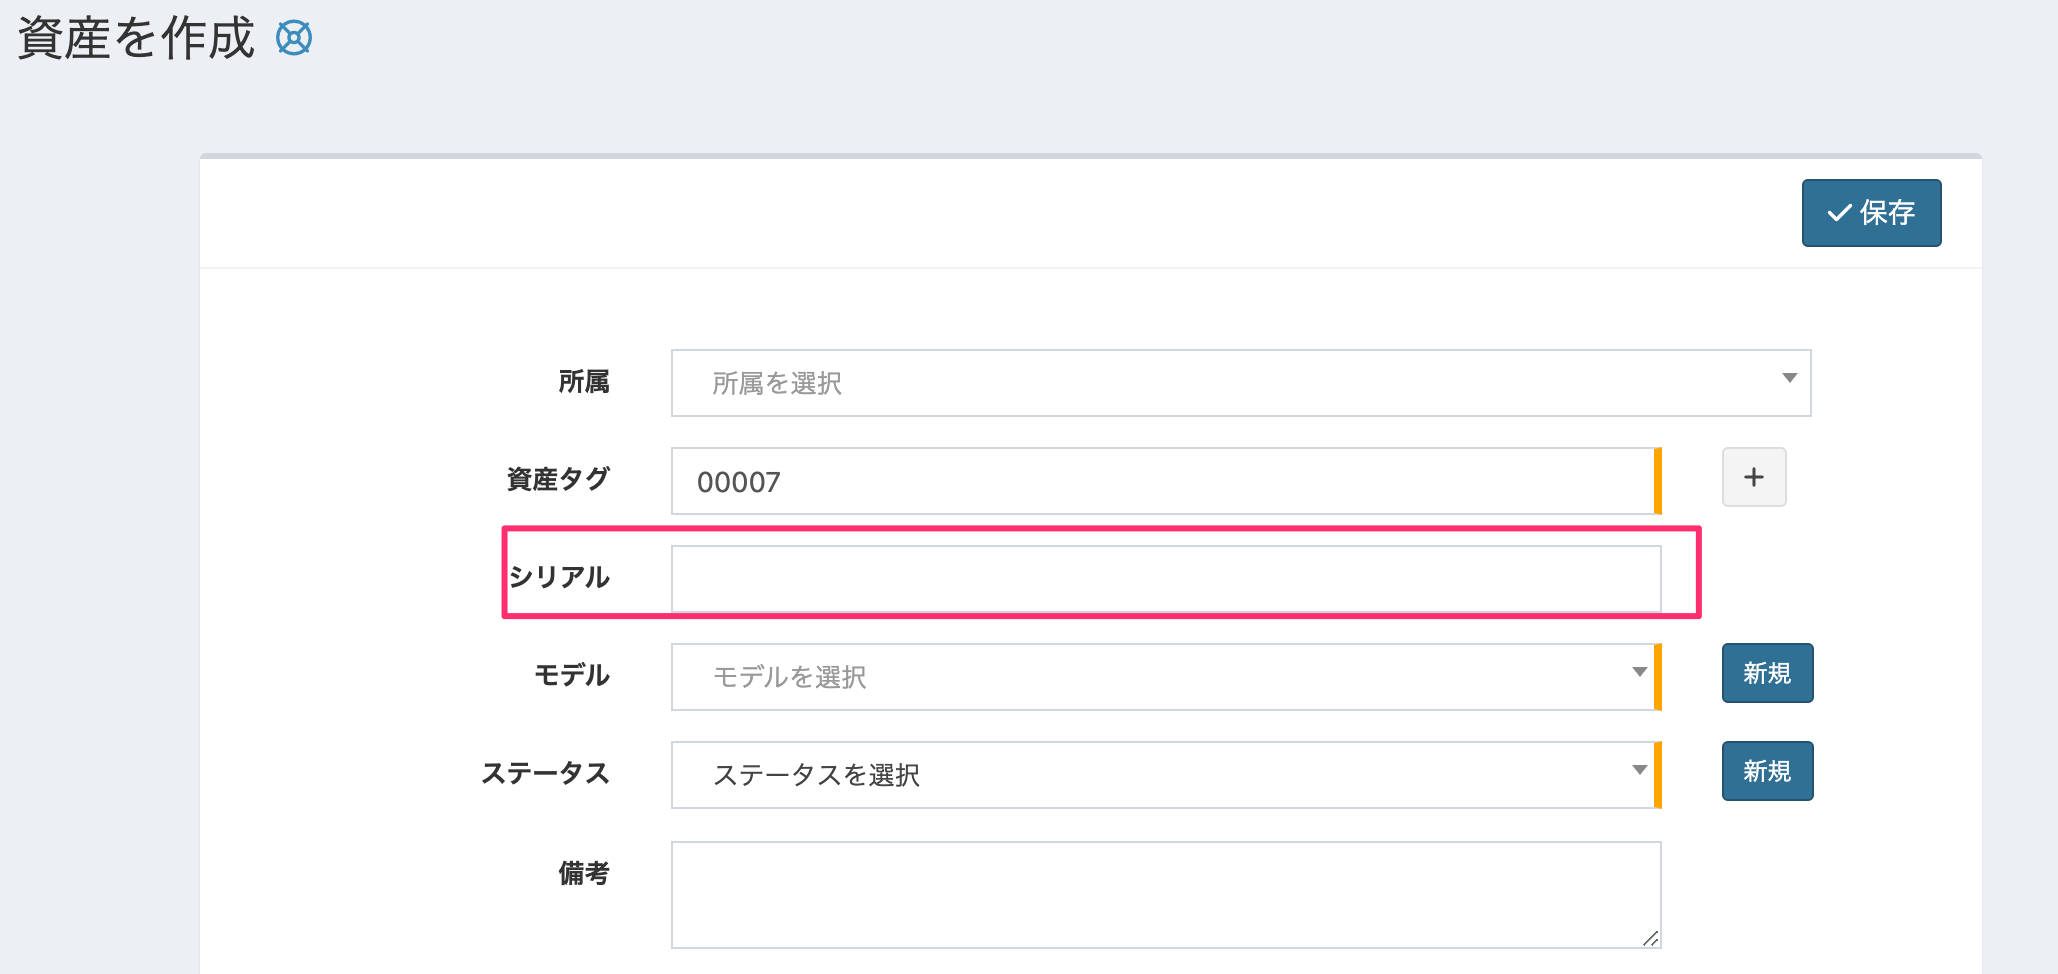 資産を作成
保存
所属
所属を選択
資産タグ
00007
+
シリアル
モデル
モデルを選択
新規
ステータス
ステータスを選択
新規
備考